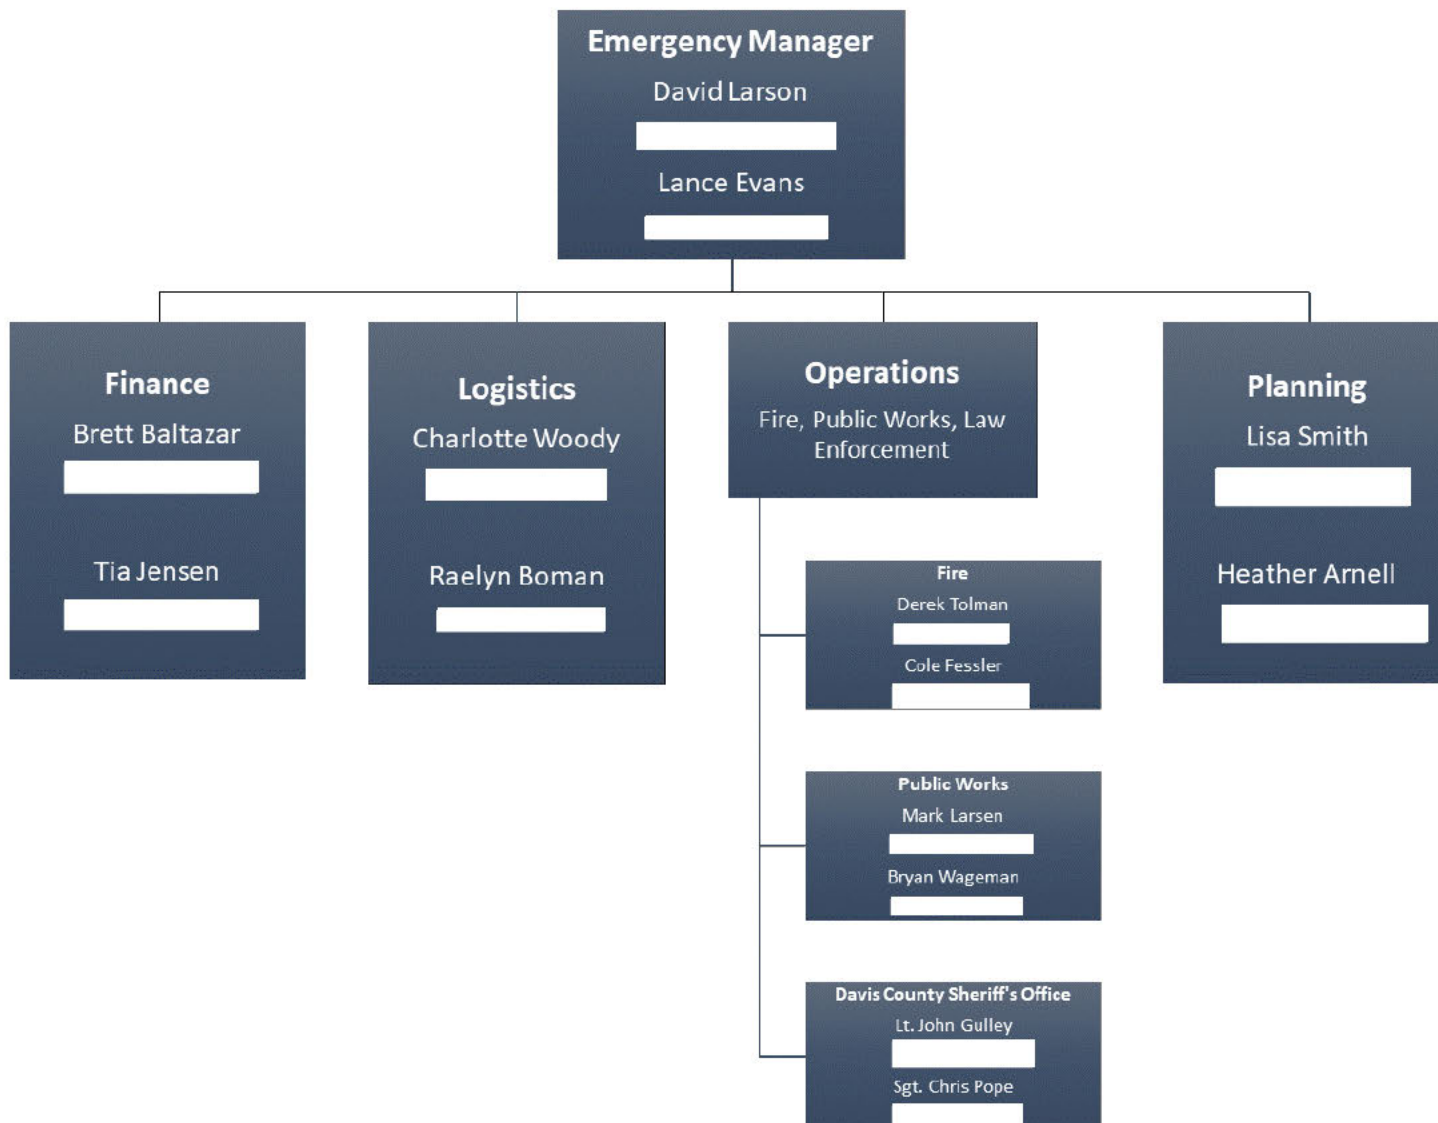 Emergency Manager
David Larson
Lance Evans
Finance
Brett Baltazar
Tia Jensen
Logistics
Charlotte Woody
Raelyn Boman
Operations
Fire, Public Works, Law
Enforcement
Fire
Derek Tolman
Cole Fessler
Public Works
Mark Larsen
Bryan Wageman
Davis County Sheriff's Office
Lt. John Gulley
Sgt. Chris Pope
Planning
Lisa Smith
Heather Arnell